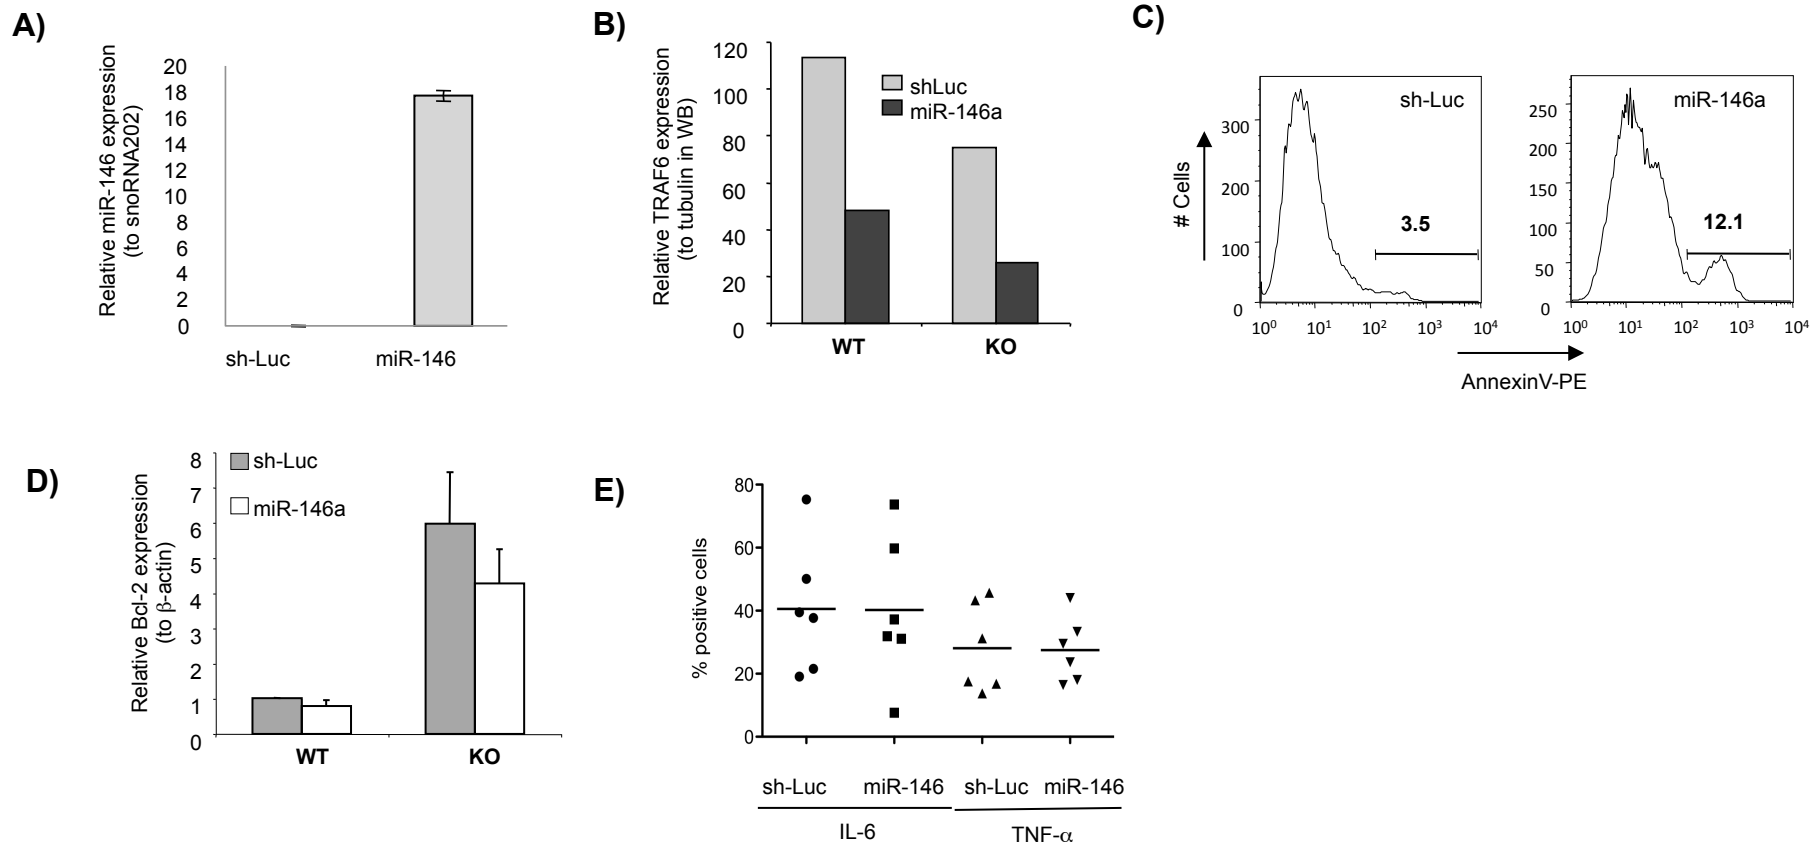 A)
Relative miR-146 expression
(to snoRNA202)
20
18
16
14
12
10
8
6
4
2
0
sh-Luc
miR-146
B)
Relative TRAF6 expression
(to tubulin in WB)
120
100
80
60
40
20
0
shLuc
miR-146a
WT
KO
C)
# Cells
300
200
100
0
sh-Luc
3.5
10⁰ 10¹ 10² 10³ 10⁴
250
200
150
100
50
0
miR-146a
12.1
10⁰ 10¹ 10² 10³ 10⁴
AnnexinV-PE
D)
Relative Bcl-2 expression
(to β-actin)
8
7
6
5
4
3
2
1
0
sh-Luc
miR-146a
WT
KO
E)
% positive cells
80
60
40
20
0
sh-Luc
miR-146
sh-Luc
miR-146
IL-6
TNF-α